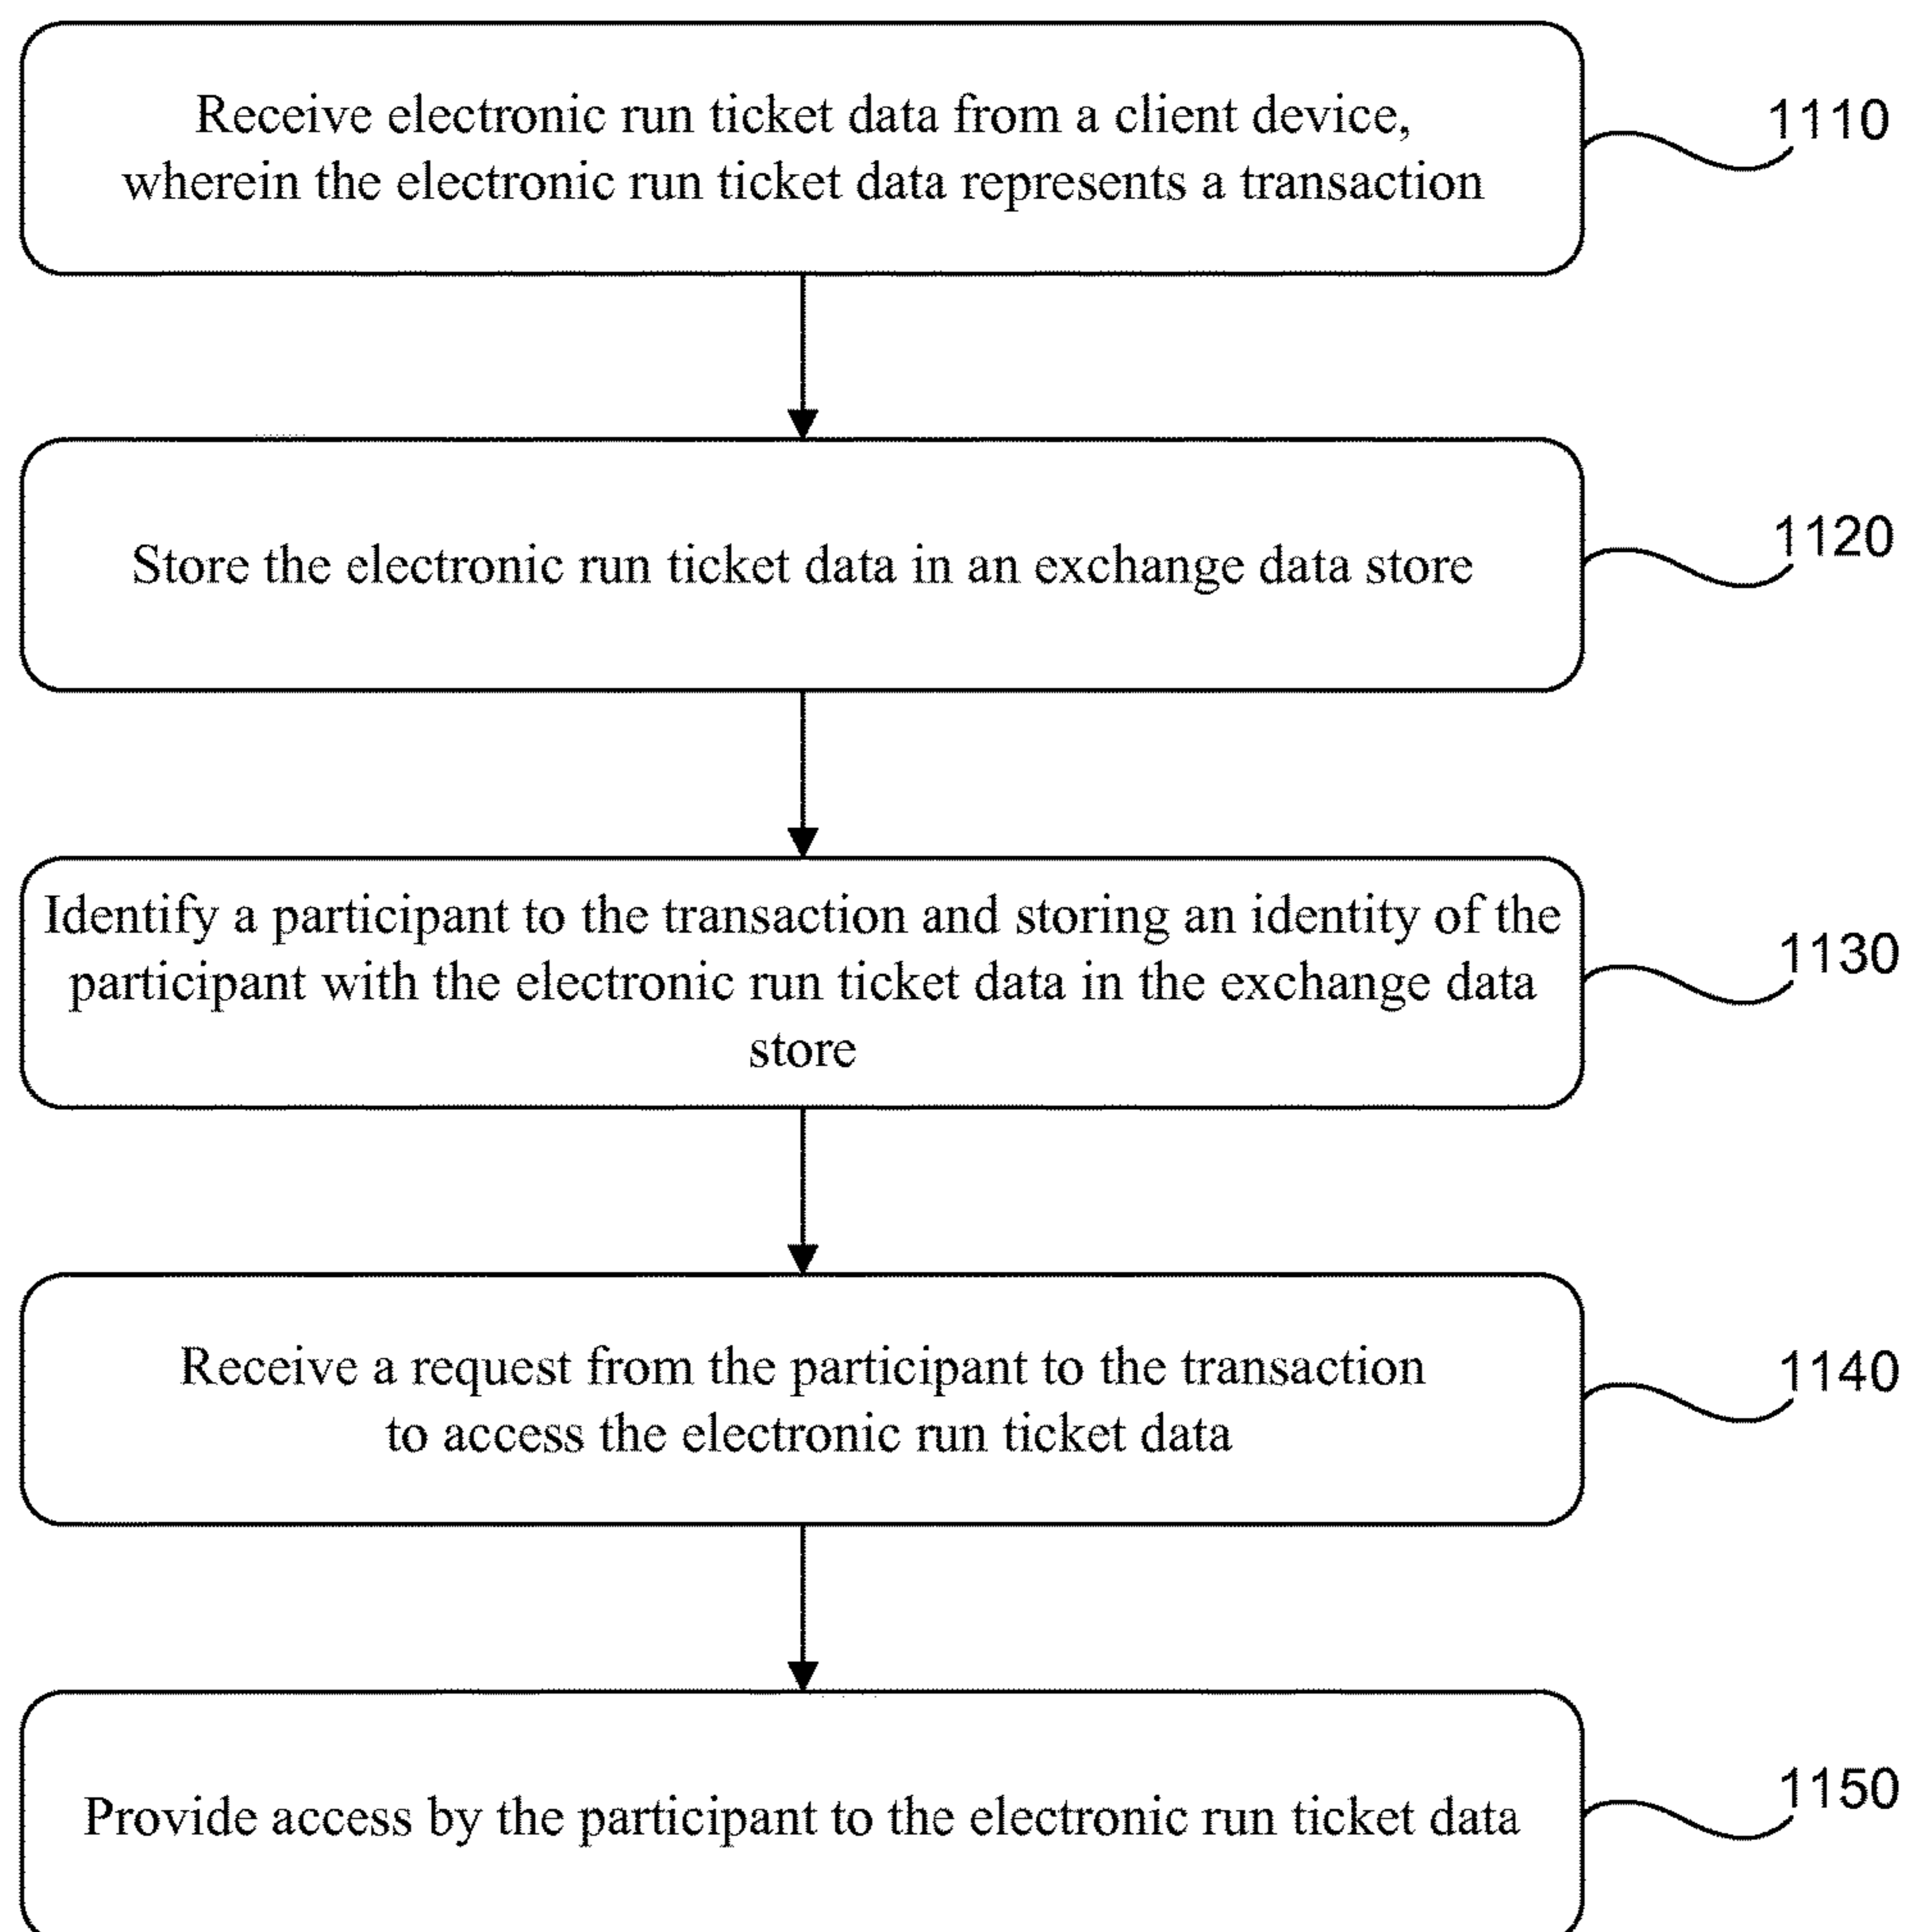 Receive electronic run ticket data from a client device,
wherein the electronic run ticket data represents a transaction
1110
Store the electronic run ticket data in an exchange data store
1120
Identify a participant to the transaction and storing an identity of the
participant with the electronic run ticket data in the exchange data
store
1130
Receive a request from the participant to the transaction
to access the electronic run ticket data
1140
Provide access by the participant to the electronic run ticket data
1150